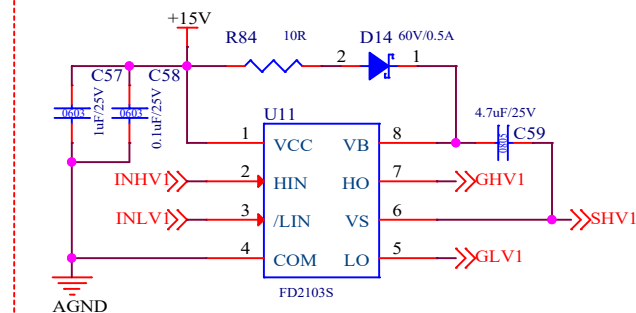 +15V
R84 10R D14 60V/0.5A
2 1
C57 C58
0603 0603
1uF/25V 0.1uF/25V
U11 4.7uF/25V
0805 C59
1 VCC VB 8
INHV1 2 HIN HO 7 GHV1
INLV1 3 /LIN VS 6 SHV1
4 COM LO 5 GLV1
FD2103S
AGND